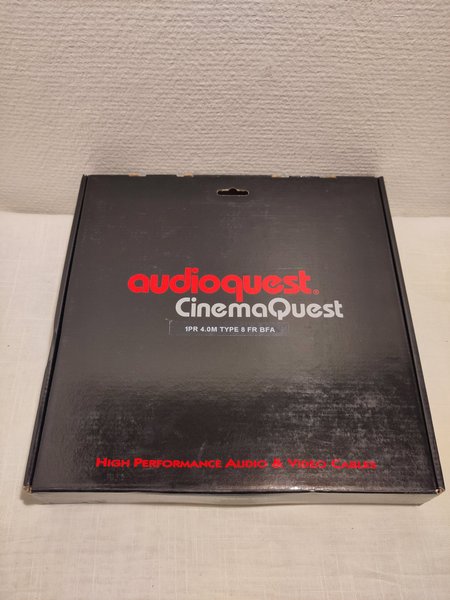 audioquest®
CinemaQuest
1PR 4.0M TYPE 8 FR BFA
High Performance Audio & Video Cables